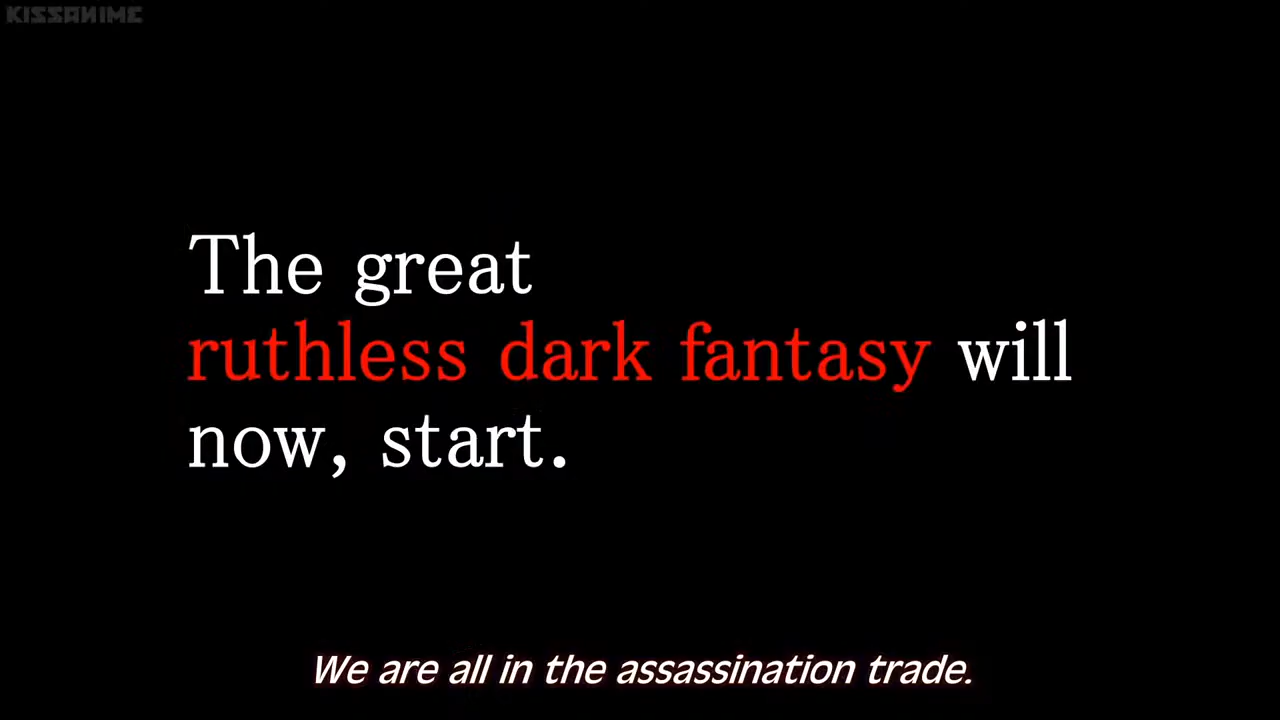 KISSANIME
The great
ruthless dark fantasy will
now, start.
We are all in the assassination trade.